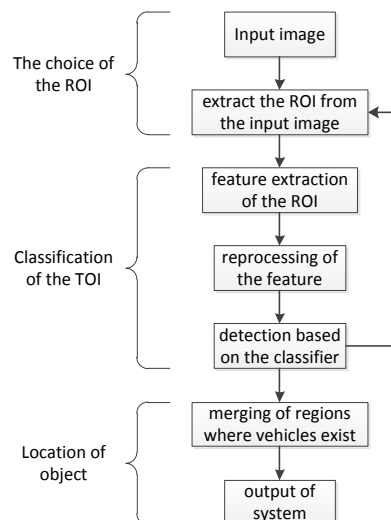 The choice of
the ROI
Input image
extract the ROI from
the input image
Classification
of the TOI
feature extraction
of the ROI
reprocessing of
the feature
detection based
on the classifier
Location of
object
merging of regions
where vehicles exist
output of
system